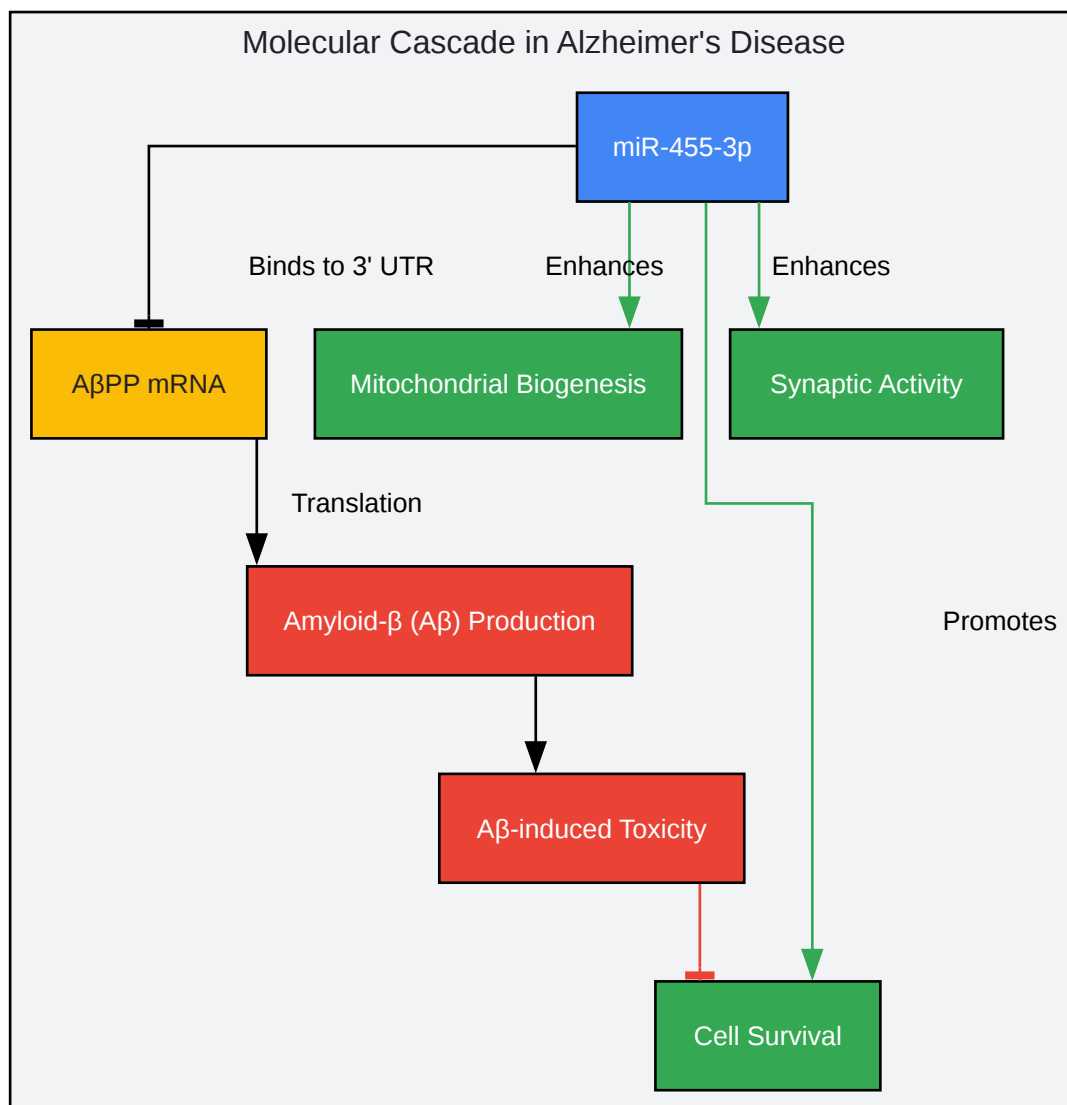 Molecular Cascade in Alzheimer's Disease
miR-455-3p
Binds to 3' UTR
Enhances
Enhances
AβPP mRNA
Mitochondrial Biogenesis
Synaptic Activity
Translation
Amyloid-β (Aβ) Production
Promotes
Aβ-induced Toxicity
Cell Survival